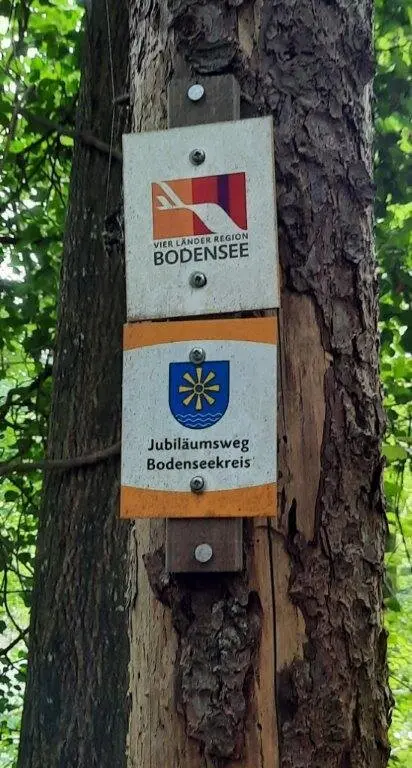 VIER LÄNDER REGION
BODENSEE
Jubiläumsweg
Bodenseekreis